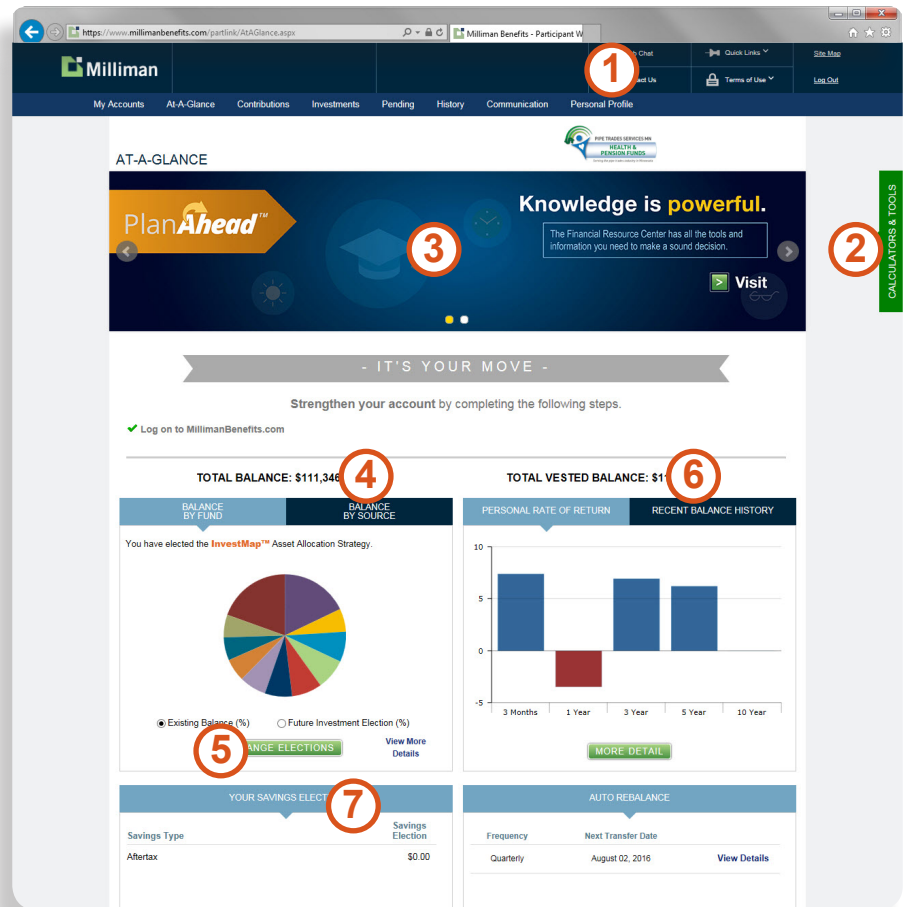 https://www.millimanbenefits.com/partlink/AtAGlance.aspx
Milliman Benefits - Participant W
Milliman
1
Chat
Quick Links
Site Map
Us
Terms of Use
Log Out
My Accounts At-A-Glance Contributions Investments Pending History Communication Personal Profile
PIPE TRADES SERVICES MN
HEALTH &
PENSION FUNDS
AT-A-GLANCE
CALCULATORS & TOOLS
2
PlanAhead™
3
Knowledge is powerful.
The Financial Resource Center has all the tools and
information you need to make a sound decision.
> Visit
- IT'S YOUR MOVE -
Strengthen your account by completing the following steps.
Log on to MillimanBenefits.com
TOTAL BALANCE: $111,346
4
TOTAL VESTED BALANCE: $1
6
BALANCE
BY FUND
BALANCE
BY SOURCE
PERSONAL RATE OF RETURN
RECENT BALANCE HISTORY
You have elected the InvestMap™ Asset Allocation Strategy.
10
5
0
-5
3 Months 1 Year 3 Year 5 Year 10 Year
Existing Balance (%) Future Investment Election (%)
5
ANGE ELECTIONS
View More
Details
MORE DETAIL
YOUR SAVINGS ELECT
7
AUTO REBALANCE
Savings Type
Savings
Election
Frequency Next Transfer Date
Aftertax $0.00
Quarterly August 02, 2016 View Details